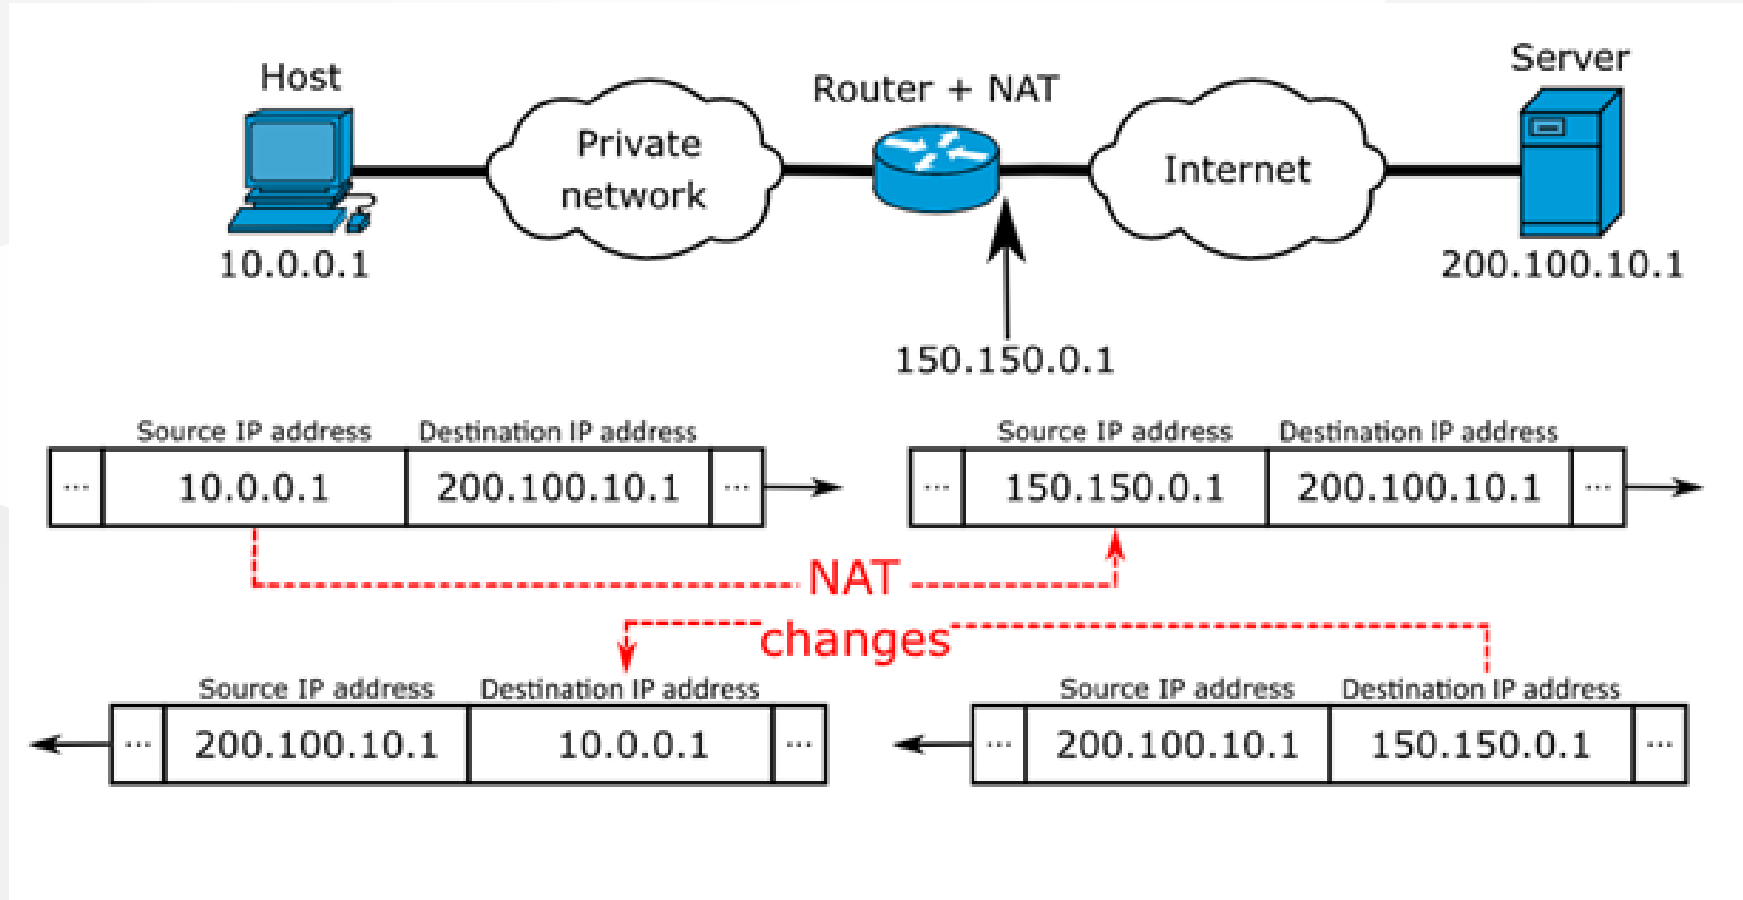 Host
Private
network
Router + NAT
Internet
Server
10.0.0.1
200.100.10.1
150.150.0.1
Source IP address Destination IP address
... 10.0.0.1 200.100.10.1 ...
Source IP address Destination IP address
... 150.150.0.1 200.100.10.1 ...
NAT
changes
Source IP address Destination IP address
... 200.100.10.1 10.0.0.1 ...
Source IP address Destination IP address
... 200.100.10.1 150.150.0.1 ...